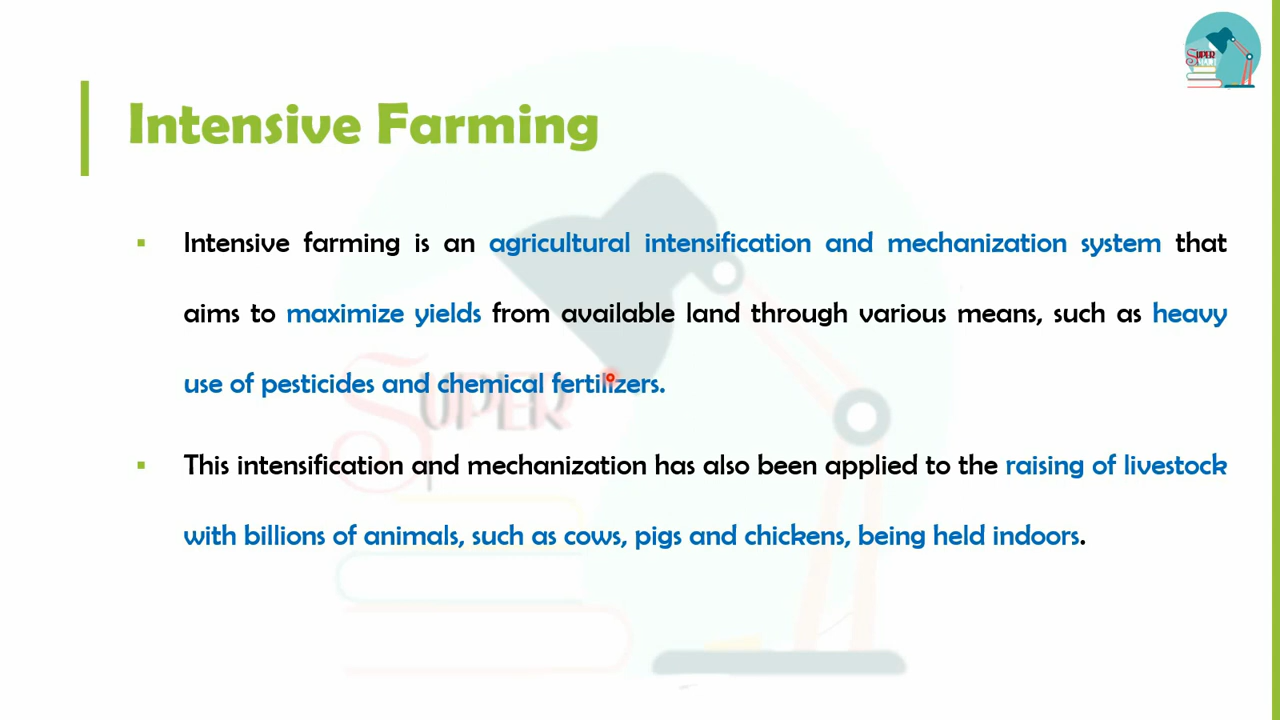 Intensive Farming
Intensive farming is an agricultural intensification and mechanization system that
aims to maximize yields from available land through various means, such as heavy
use of pesticides and chemical fertilizers.
This intensification and mechanization has also been applied to the raising of livestock
with billions of animals, such as cows, pigs and chickens, being held indoors.
SUPER
SUPER